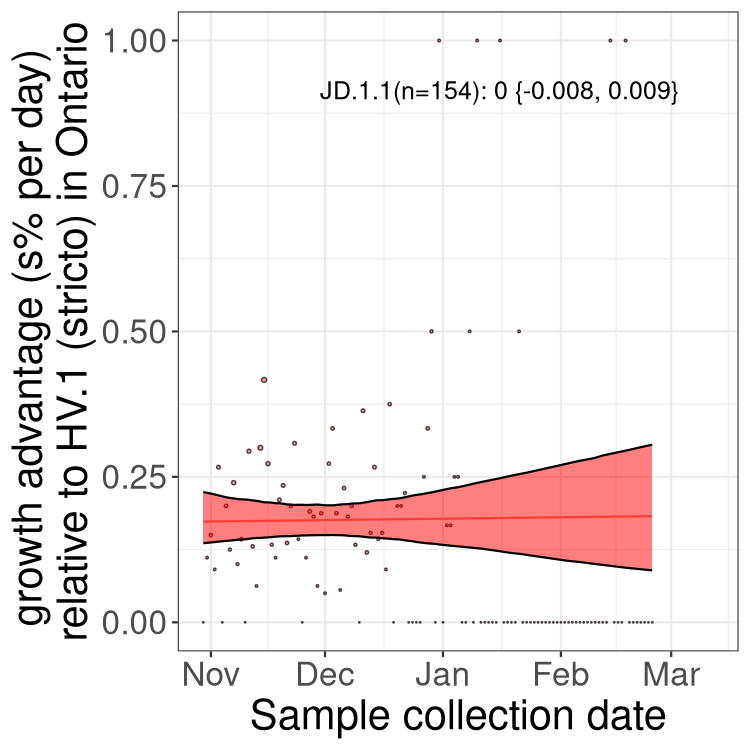 growth advantage (s% per day)
relative to HV.1 (stricto) in Ontario
1.00
0.75
0.50
0.25
0.00
JD.1.1(n=154): 0 {-0.008, 0.009}
Nov Dec Jan Feb Mar
Sample collection date